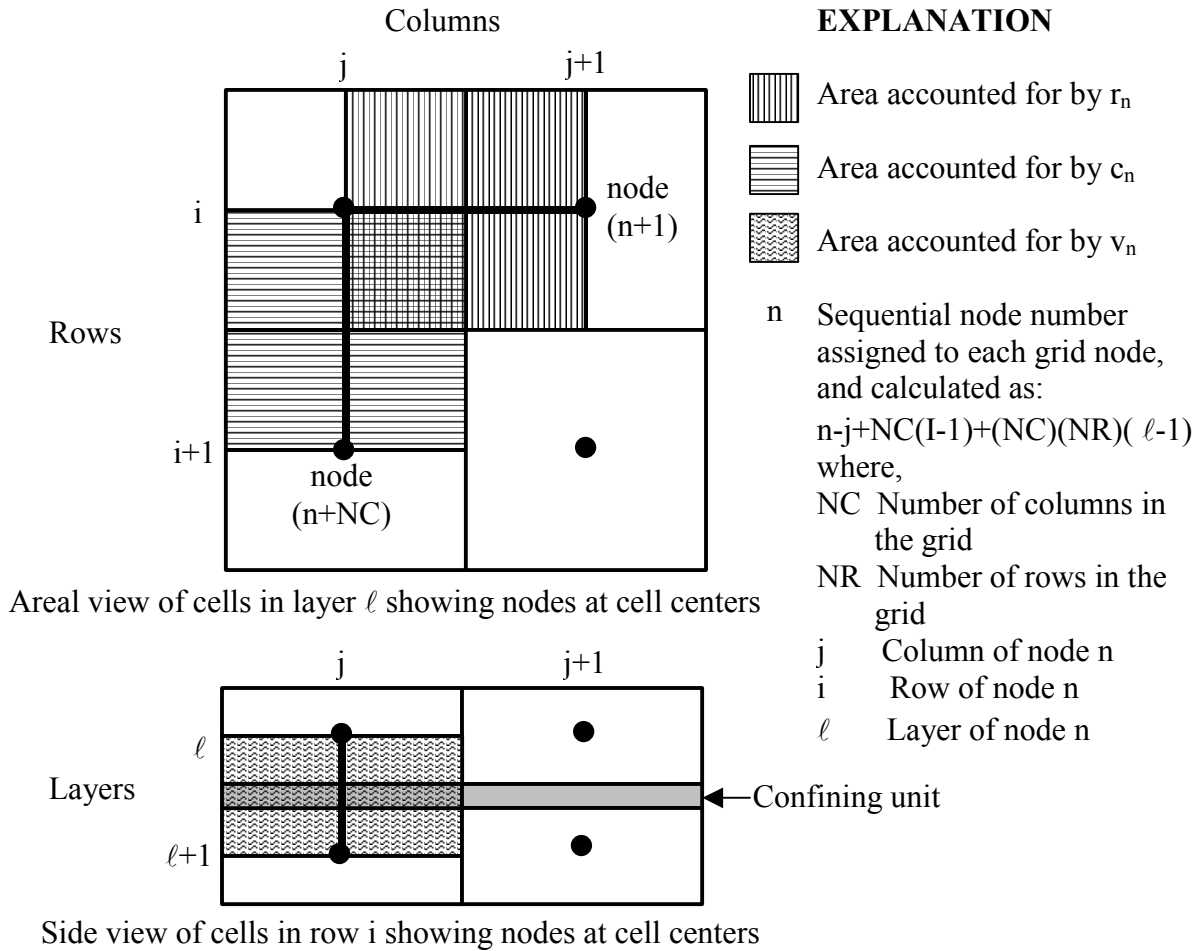 Columns
j
j+1
i
node
(n+1)
Rows
i+1
node
(n+NC)
Areal view of cells in layer ℓ showing nodes at cell centers
j
j+1
ℓ
Layers
Confining unit
ℓ+1
Side view of cells in row i showing nodes at cell centers
EXPLANATION
Area accounted for by rₙ
Area accounted for by cₙ
Area accounted for by vₙ
n Sequential node number
assigned to each grid node,
and calculated as:
n-j+NC(I-1)+(NC)(NR)( ℓ-1)
where,
NC Number of columns in
the grid
NR Number of rows in the
grid
j Column of node n
i Row of node n
ℓ Layer of node n